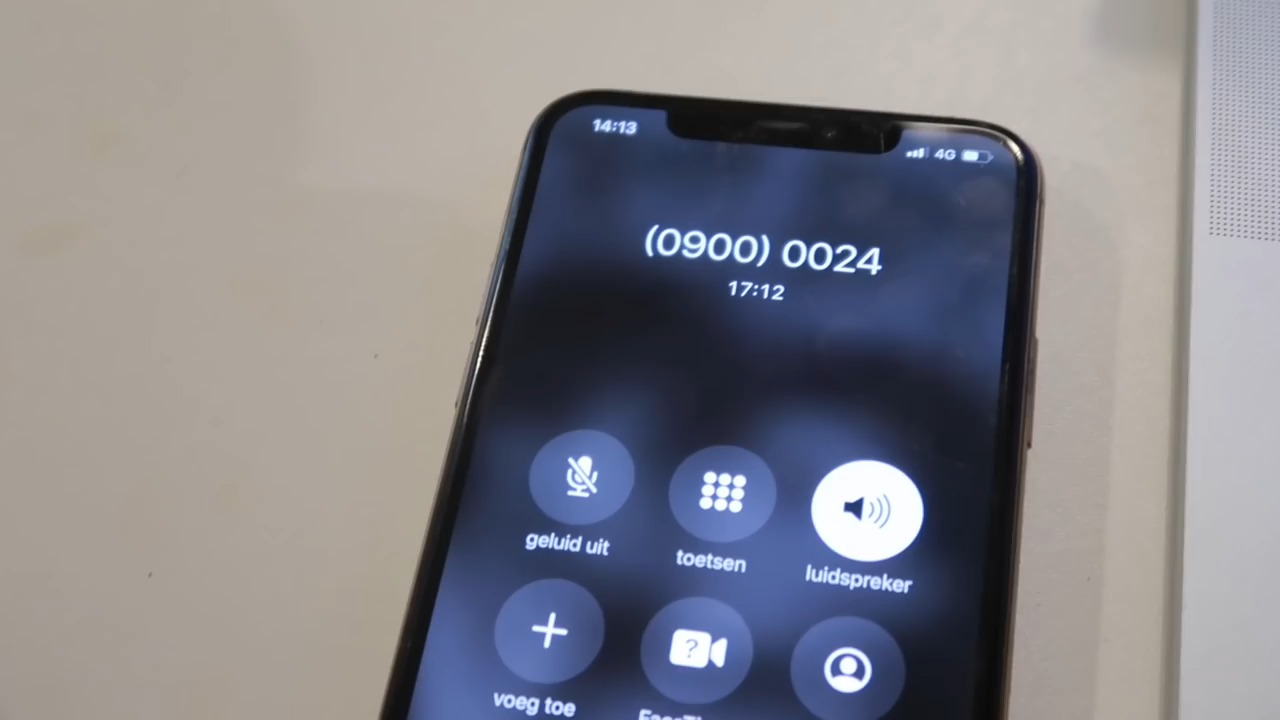 14:13
4G
(0900) 0024
17:12
geluid uit
toetsen
luidspreker
?
voeg toe